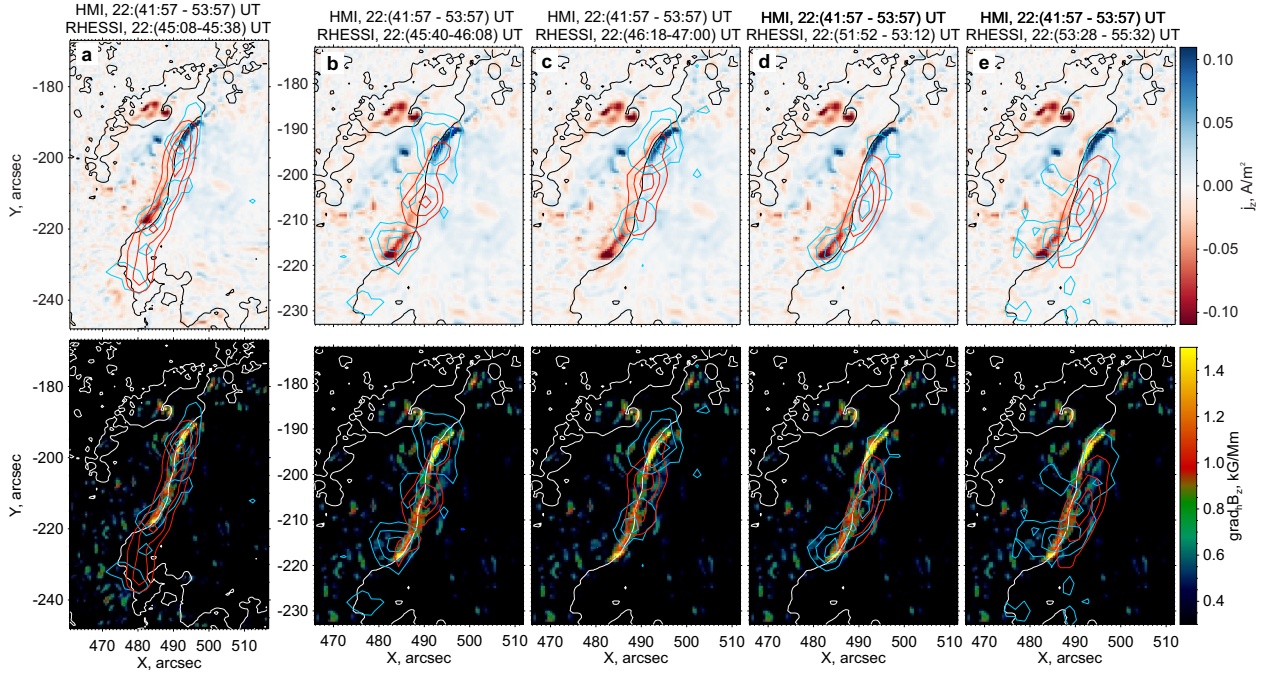 HMI, 22:(41:57 - 53:57) UT
RHESSI, 22:(45:08-45:38) UT
HMI, 22:(41:57 - 53:57) UT
RHESSI, 22:(45:40-46:08) UT
HMI, 22:(41:57 - 53:57) UT
RHESSI, 22:(46:18-47:00) UT
HMI, 22:(41:57 - 53:57) UT
RHESSI, 22:(51:52 - 53:12) UT
HMI, 22:(41:57 - 53:57) UT
RHESSI, 22:(53:28 - 55:32) UT
a
b
c
d
e
Y, arcsec
-180
-200
-220
-240
-180
-190
-200
-210
-220
-230
0.10
0.05
0.00
-0.05
-0.10
jz, A/m²
Y, arcsec
-180
-200
-220
-240
-180
-190
-200
-210
-220
-230
1.4
1.2
1.0
0.8
0.6
0.4
gradhBz, kG/Mm
470 480 490 500 510
470 480 490 500 510
470 480 490 500 510
470 480 490 500 510
470 480 490 500 510
X, arcsec
X, arcsec
X, arcsec
X, arcsec
X, arcsec